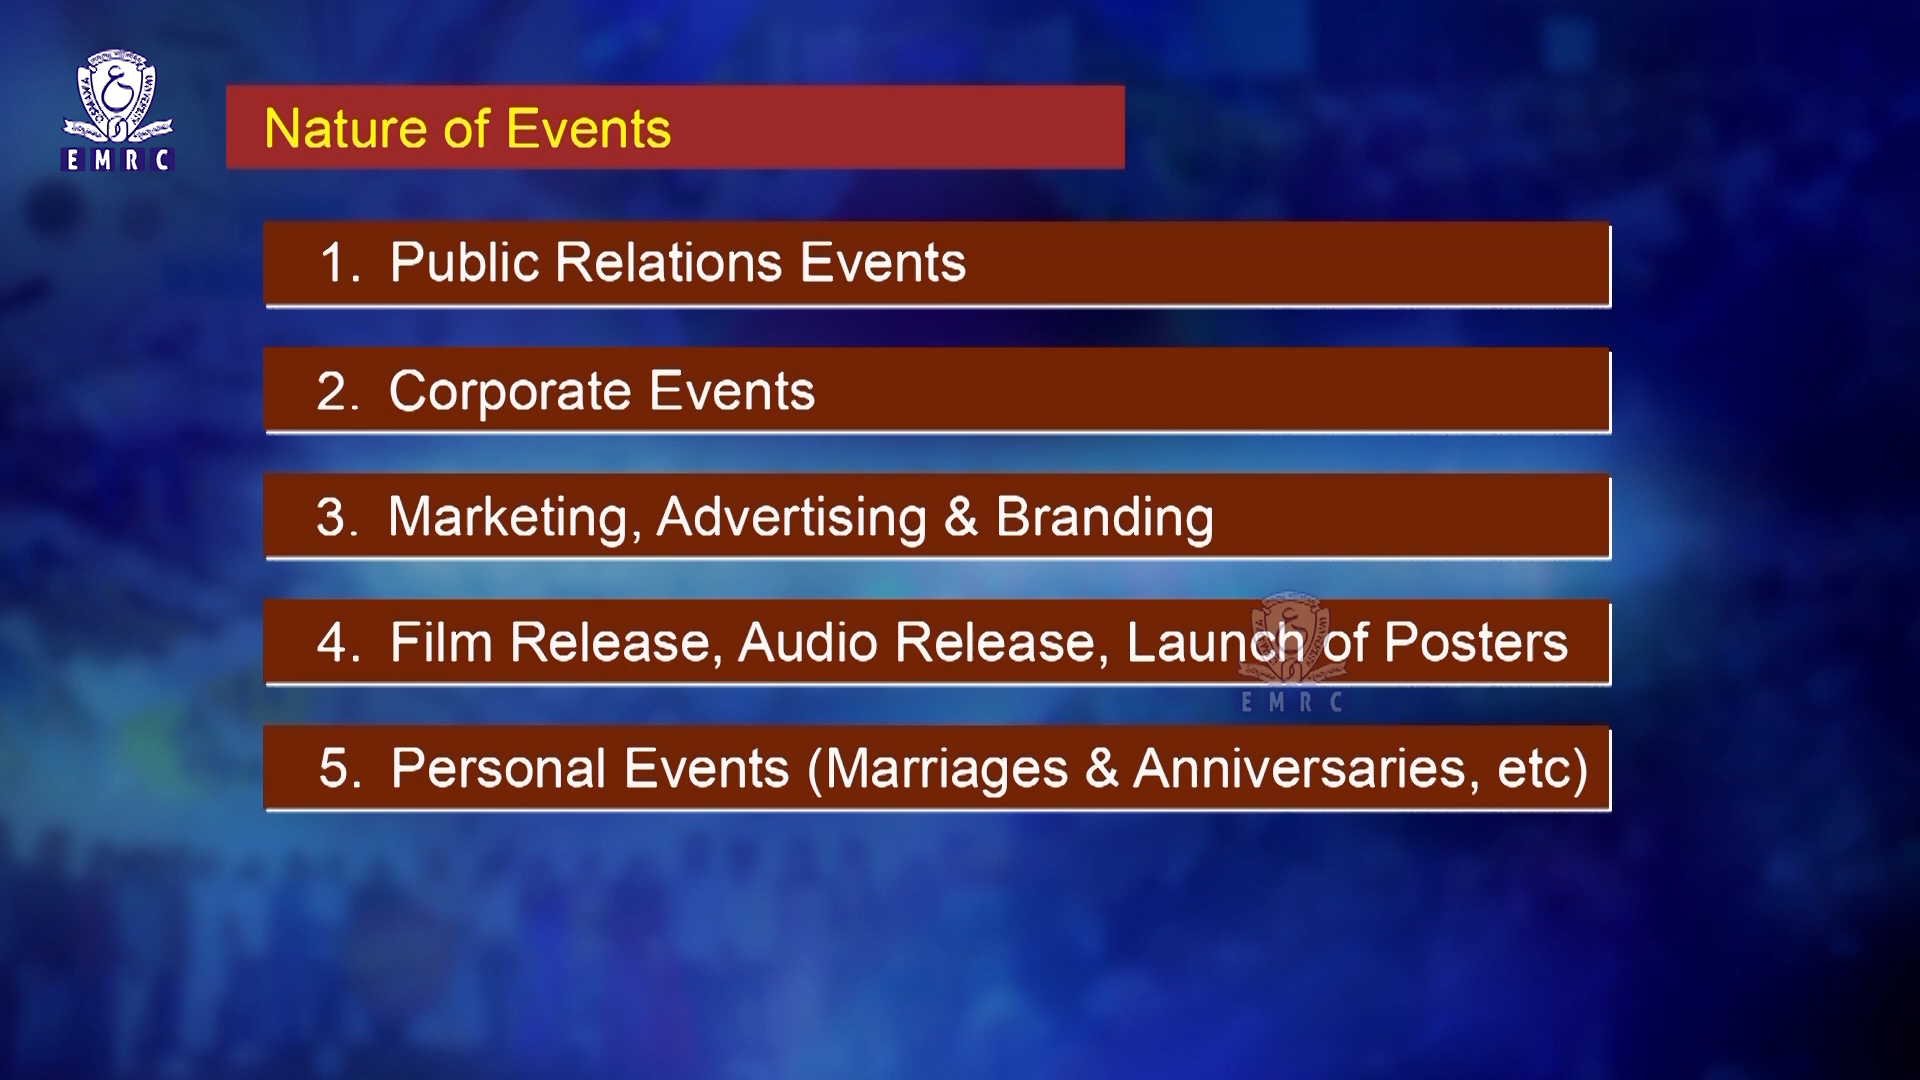 EMRC
Nature of Events
1. Public Relations Events
2. Corporate Events
3. Marketing, Advertising & Branding
4. Film Release, Audio Release, Launch of Posters
EMRC
5. Personal Events (Marriages & Anniversaries, etc)